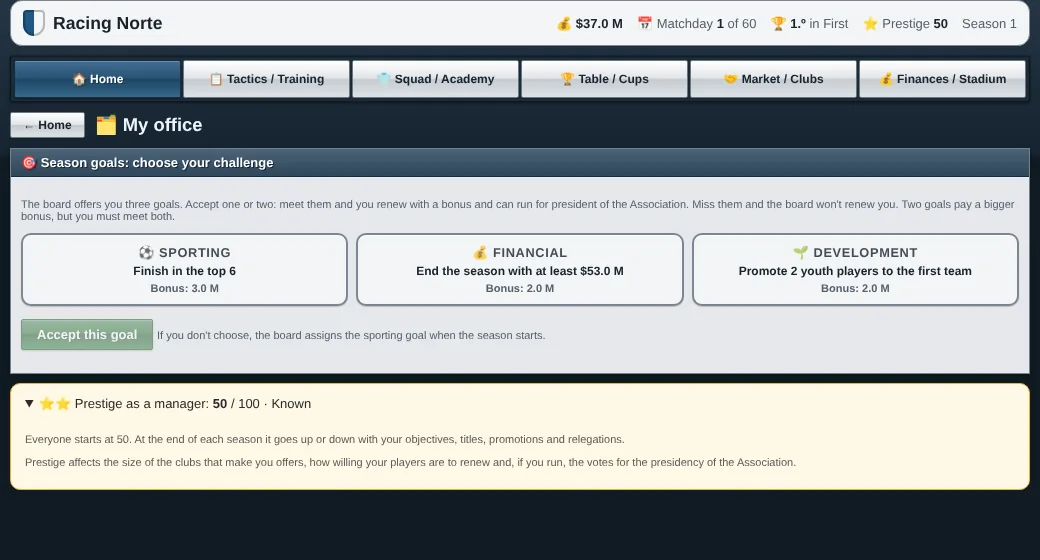 Racing Norte
💰 $37.0 M 📅 Matchday 1 of 60 🏆 1.º in First ⭐ Prestige 50 Season 1
🏠 Home 📋 Tactics / Training 👕 Squad / Academy 🏆 Table / Cups 🤝 Market / Clubs 💰 Finances / Stadium
← Home 🗂️ My office
🎯 Season goals: choose your challenge
The board offers you three goals. Accept one or two: meet them and you renew with a bonus and can run for president of the Association. Miss them and the board won't renew you. Two goals pay a bigger
bonus, but you must meet both.
⚽ SPORTING
Finish in the top 6
Bonus: 3.0 M
💰 FINANCIAL
End the season with at least $53.0 M
Bonus: 2.0 M
🌱 DEVELOPMENT
Promote 2 youth players to the first team
Bonus: 2.0 M
Accept this goal If you don't choose, the board assigns the sporting goal when the season starts.
▼ ⭐⭐ Prestige as a manager: 50 / 100 · Known
Everyone starts at 50. At the end of each season it goes up or down with your objectives, titles, promotions and relegations.
Prestige affects the size of the clubs that make you offers, how willing your players are to renew and, if you run, the votes for the presidency of the Association.